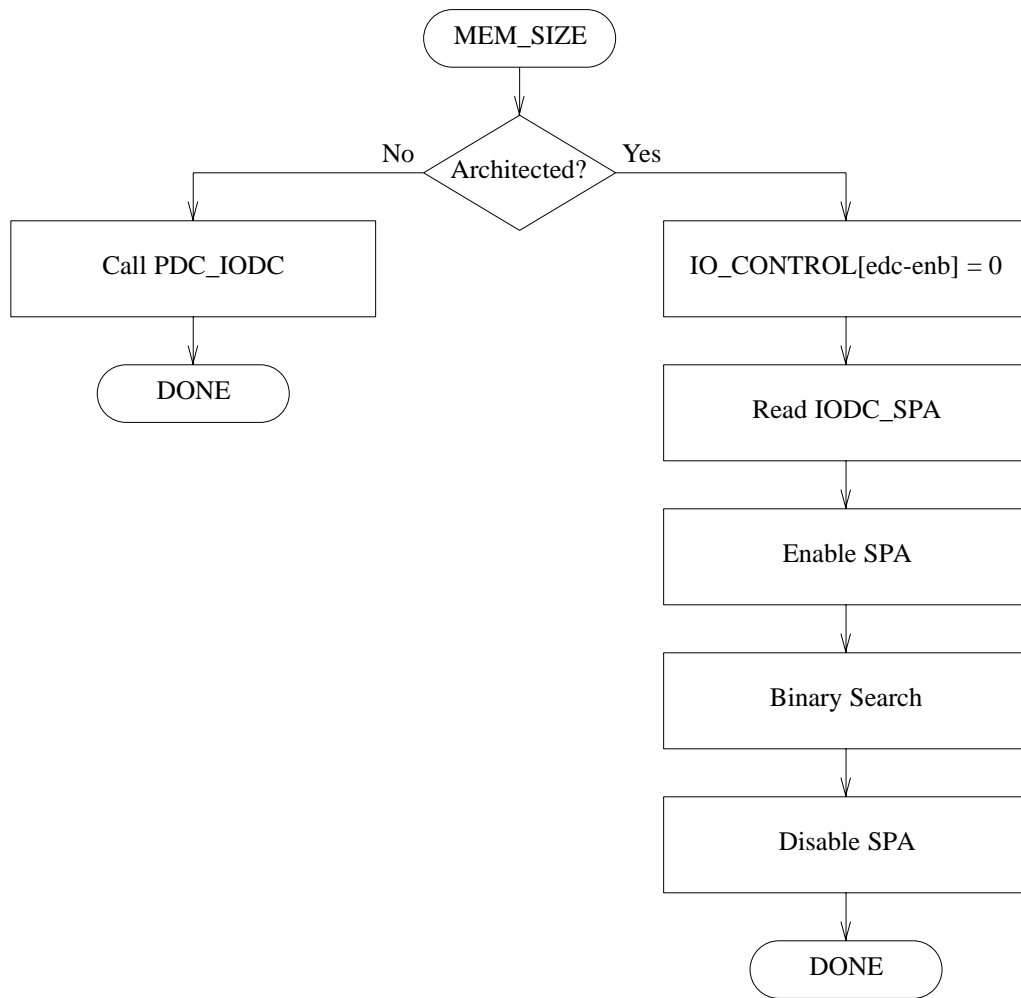 MEM_SIZE
Architected?
No
Yes
Call PDC_IODC
DONE
IO_CONTROL[edc-enb] = 0
Read IODC_SPA
Enable SPA
Binary Search
Disable SPA
DONE